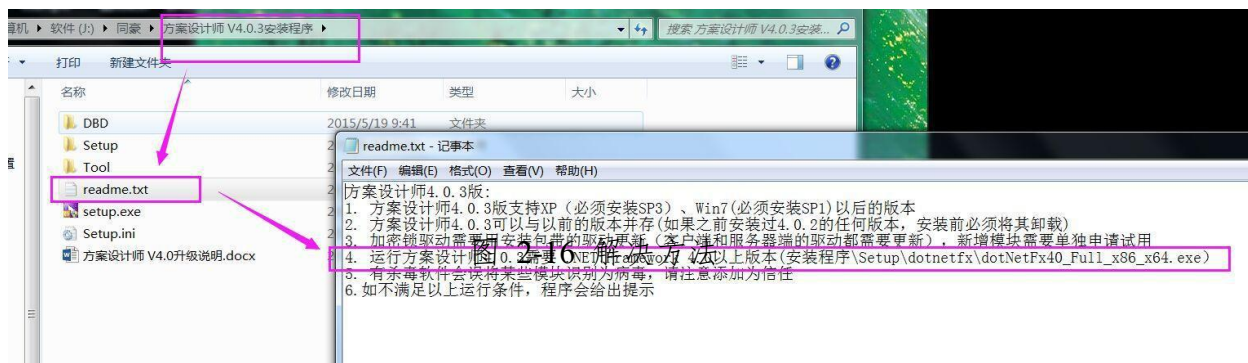 算机 ▸ 软件 (J:) ▸ 同豪 ▸ 方案设计师 V4.0.3安装程序 ▸
搜索 方案设计师 V4.0.3安装...
打印 新建文件夹
名称 修改日期 类型 大小
DBD 2015/5/19 9:41 文件夹
Setup 2
Tool 2
readme.txt 2
setup.exe 2
Setup.ini 2
方案设计师 V4.0升级说明.docx
readme.txt - 记事本
文件(F) 编辑(E) 格式(O) 查看(V) 帮助(H)
方案设计师4.0.3版:
1. 方案设计师4.0.3版支持XP（必须安装SP3）、Win7(必须安装SP1)以后的版本
2. 方案设计师4.0.3可以与以前的版本并存(如果之前安装过4.0.2的任何版本，安装前必须将其卸载)
3. 加密锁驱动需要用安装包带的驱动更新（客户端和服务器端的驱动都需要更新），新增模块需要单独申请试用
图 2-16 解决方法
4. 运行方案设计师4.0.3需要.NET Framework 4.0以上版本(安装程序\Setup\dotnetfx\dotNetFx40_Full_x86_x64.exe)
5. 有杀毒软件会误将某些模块识别为病毒，请注意添加为信任
6.如不满足以上运行条件，程序会给出提示